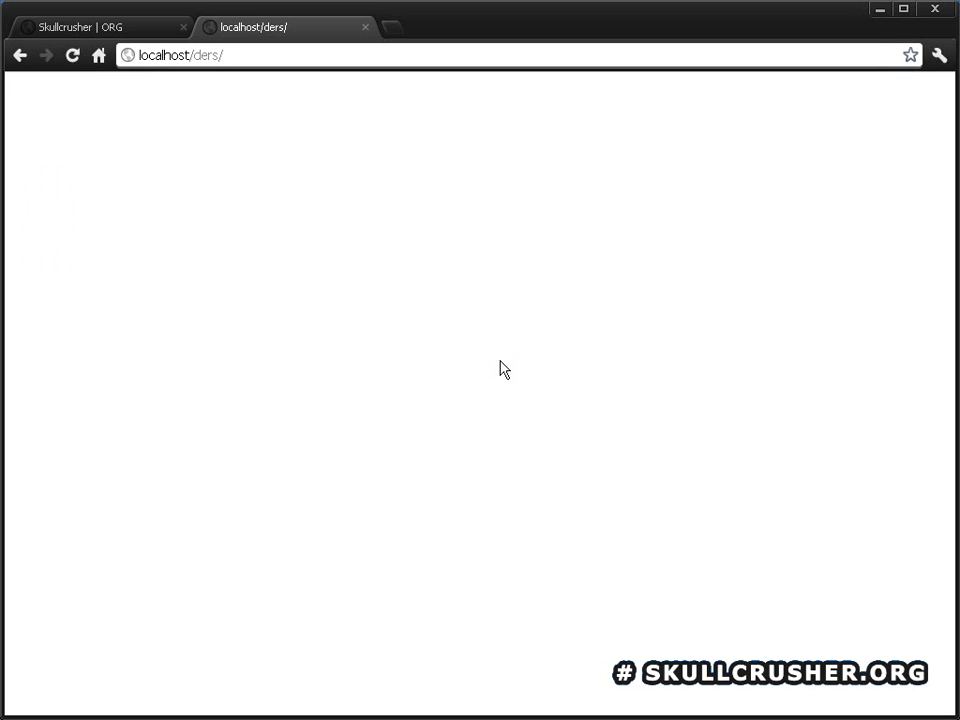 Skullcrusher | ORG
localhost/ders/
localhost/ders/
# SKULLCRUSHER.ORG